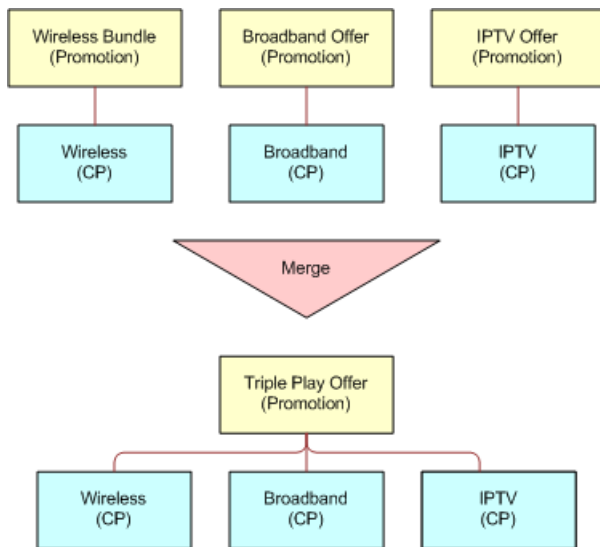 Wireless Bundle
(Promotion)
Broadband Offer
(Promotion)
IPTV Offer
(Promotion)
Wireless
(CP)
Broadband
(CP)
IPTV
(CP)
Merge
Triple Play Offer
(Promotion)
Wireless
(CP)
Broadband
(CP)
IPTV
(CP)